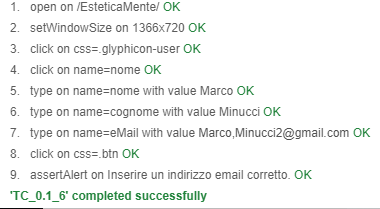 1. open on /EsteticaMente/ OK
2. setWindowSize on 1366x720 OK
3. click on css=.glyphicon-user OK
4. click on name=nome OK
5. type on name=nome with value Marco OK
6. type on name=cognome with value Minucci OK
7. type on name=eMail with value Marco,Minucci2@gmail.com OK
8. click on css=.btn OK
9. assertAlert on Inserire un indirizzo email corretto. OK
'TC_0.1_6' completed successfully